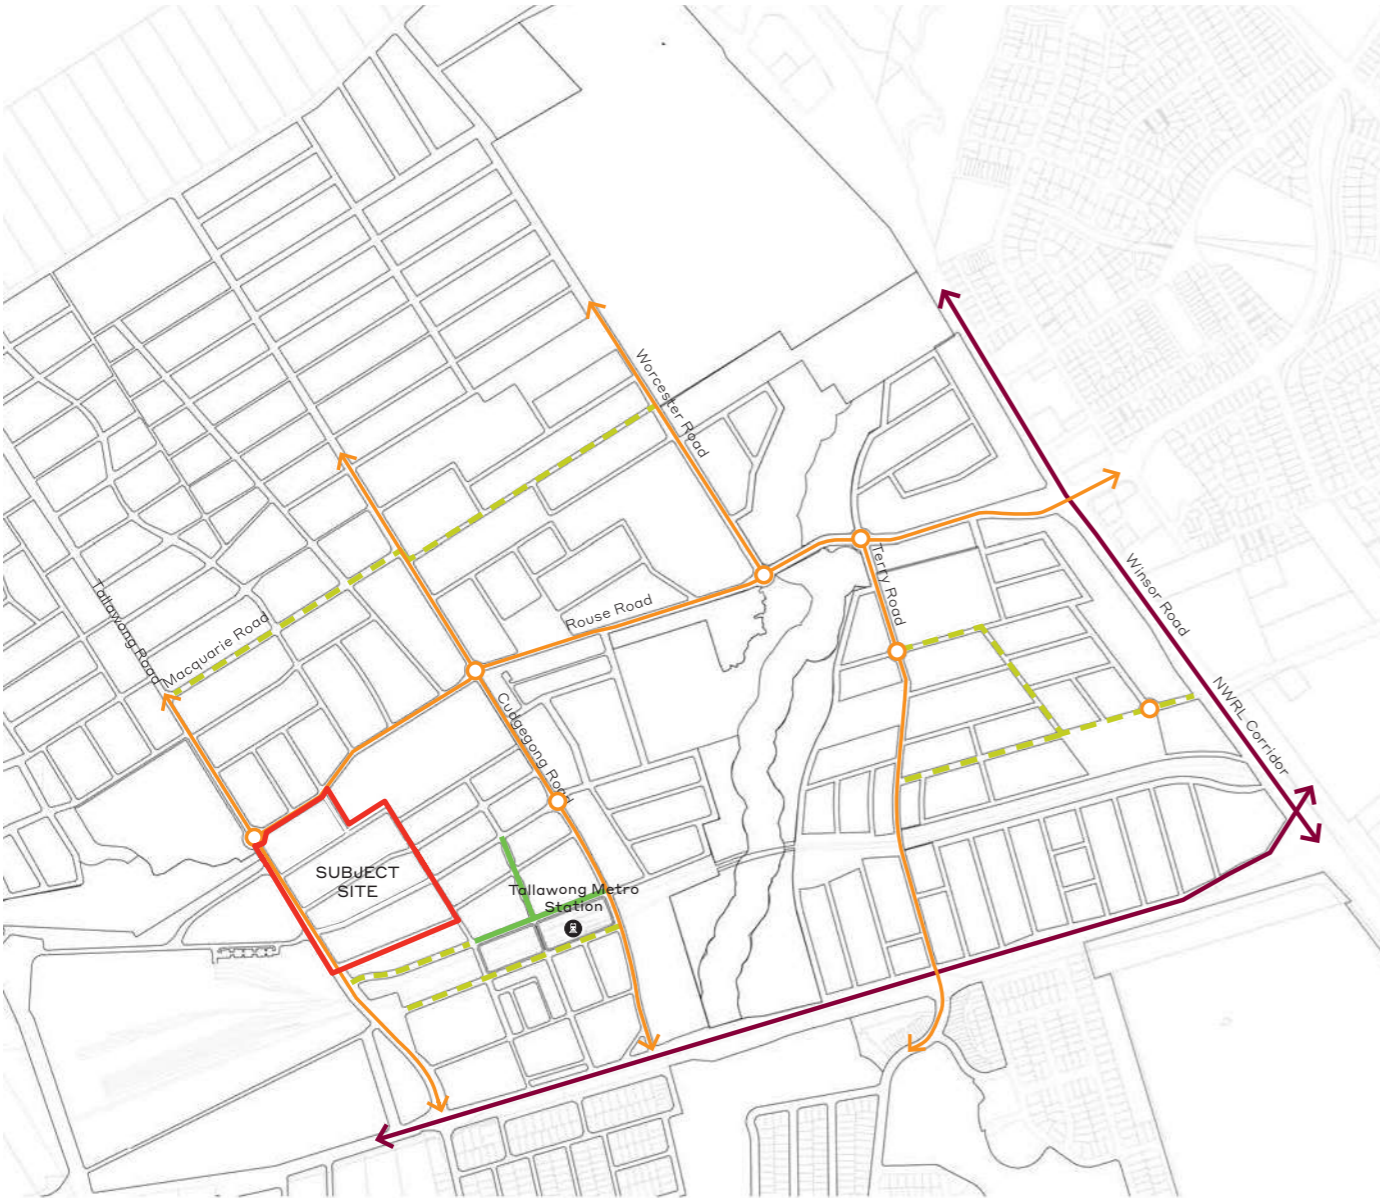 Worcester Road
Winsor Road
Terry Road
Tallawong Road
Macquarie Road
Rouse Road
NWRL Corridor
Cudgegong Road
SUBJECT
SITE
Tallawong Metro
Station